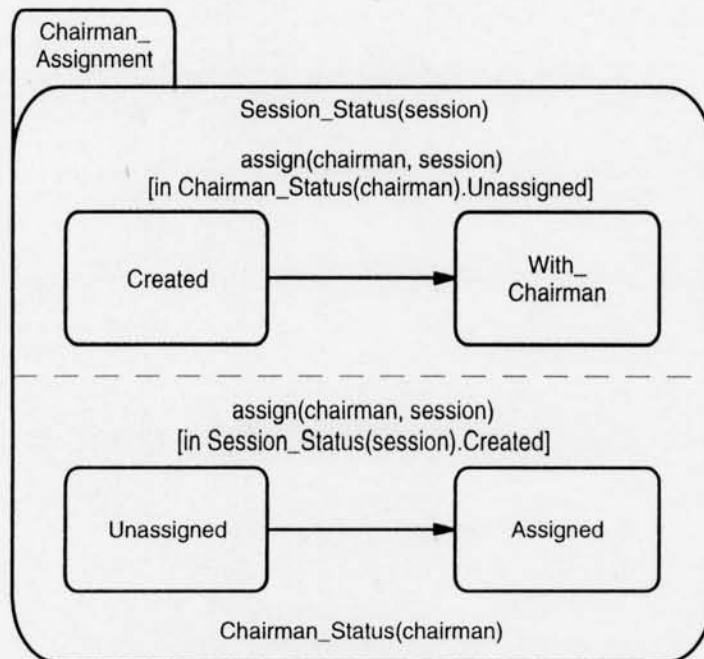 Chairman_
Assignment
Session_Status(session)
assign(chairman, session)
[in Chairman_Status(chairman).Unassigned]
Created
With_
Chairman
assign(chairman, session)
[in Session_Status(session).Created]
Unassigned
Assigned
Chairman_Status(chairman)